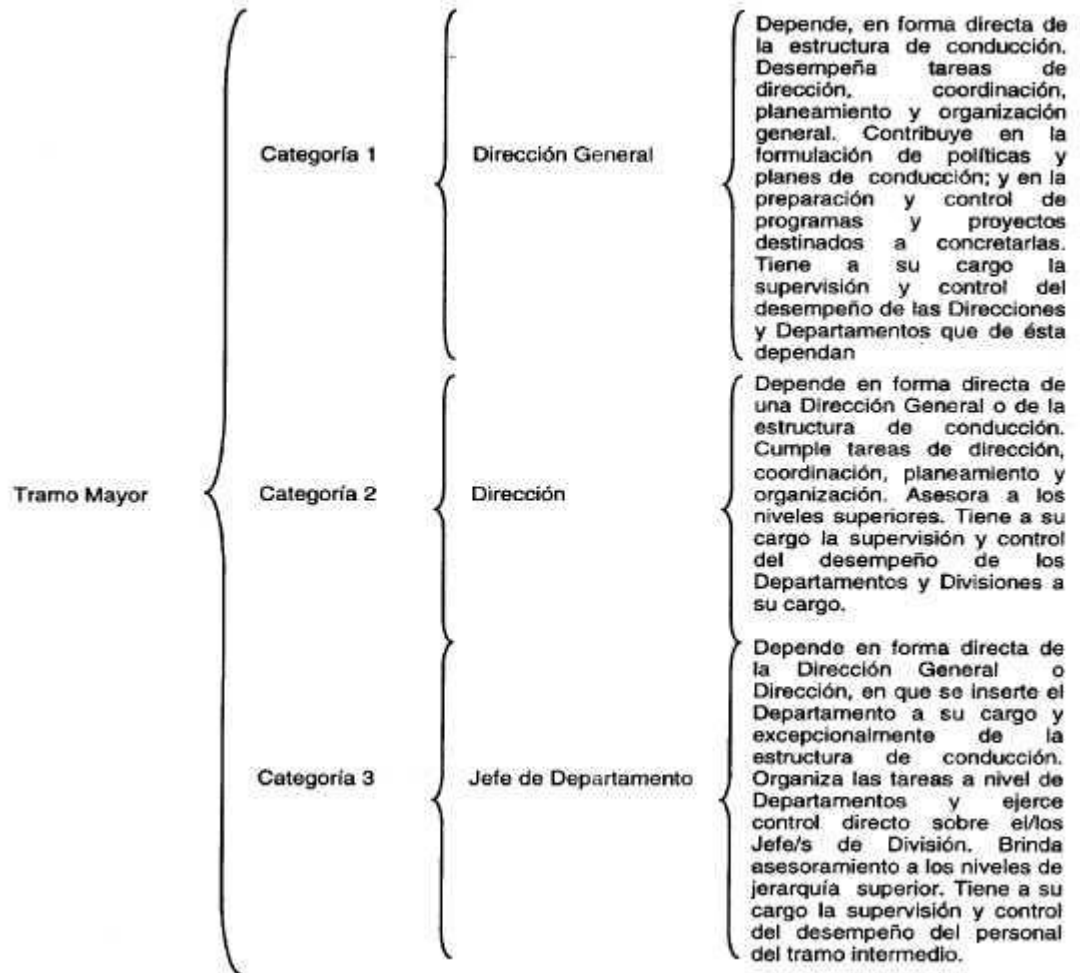 Depende, en forma directa de
la estructura de conducción.
Desempeña tareas de
dirección, coordinación,
planeamiento y organización
general. Contribuye en la
formulación de políticas y
planes de conducción; y en la
preparación y control de
programas y proyectos
destinados a concretarlas.
Tiene a su cargo la
supervisión y control del
desempeño de las Direcciones
y Departamentos que de ésta
dependan
Categoría 1
Dirección General
Depende en forma directa de
una Dirección General o de la
estructura de conducción.
Cumple tareas de dirección,
coordinación, planeamiento y
organización. Asesora a los
niveles superiores. Tiene a su
cargo la supervisión y control
del desempeño de los
Departamentos y Divisiones a
su cargo.
Tramo Mayor
Categoría 2
Dirección
Depende en forma directa de
la Dirección General o
Dirección, en que se inserte el
Departamento a su cargo y
excepcionalmente de la
estructura de conducción.
Organiza las tareas a nivel de
Departamentos y ejerce
control directo sobre el/los
Jefe/s de División. Brinda
asesoramiento a los niveles de
jerarquía superior. Tiene a su
cargo la supervisión y control
del desempeño del personal
del tramo intermedio.
Categoría 3
Jefe de Departamento